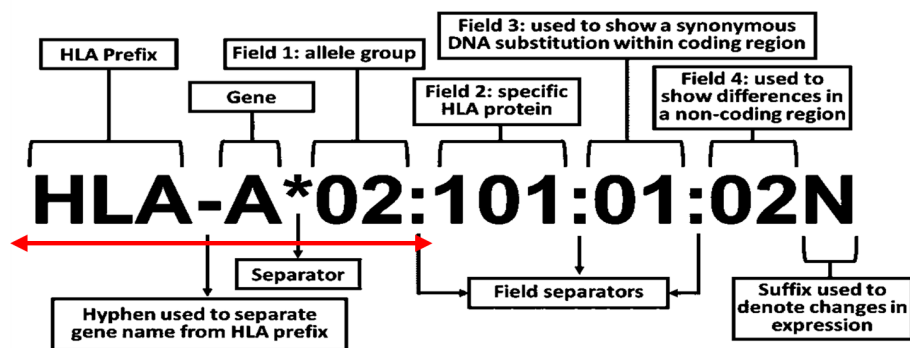 HLA Prefix
Gene
Field 1: allele group
Field 2: specific
HLA protein
Field 3: used to show a synonymous
DNA substitution within coding region
Field 4: used to
show differences in
a non-coding region
HLA-A*02:101:01:02N
Hyphen used to separate
gene name from HLA prefix
Separator
Field separators
Suffix used to
denote changes in
expression